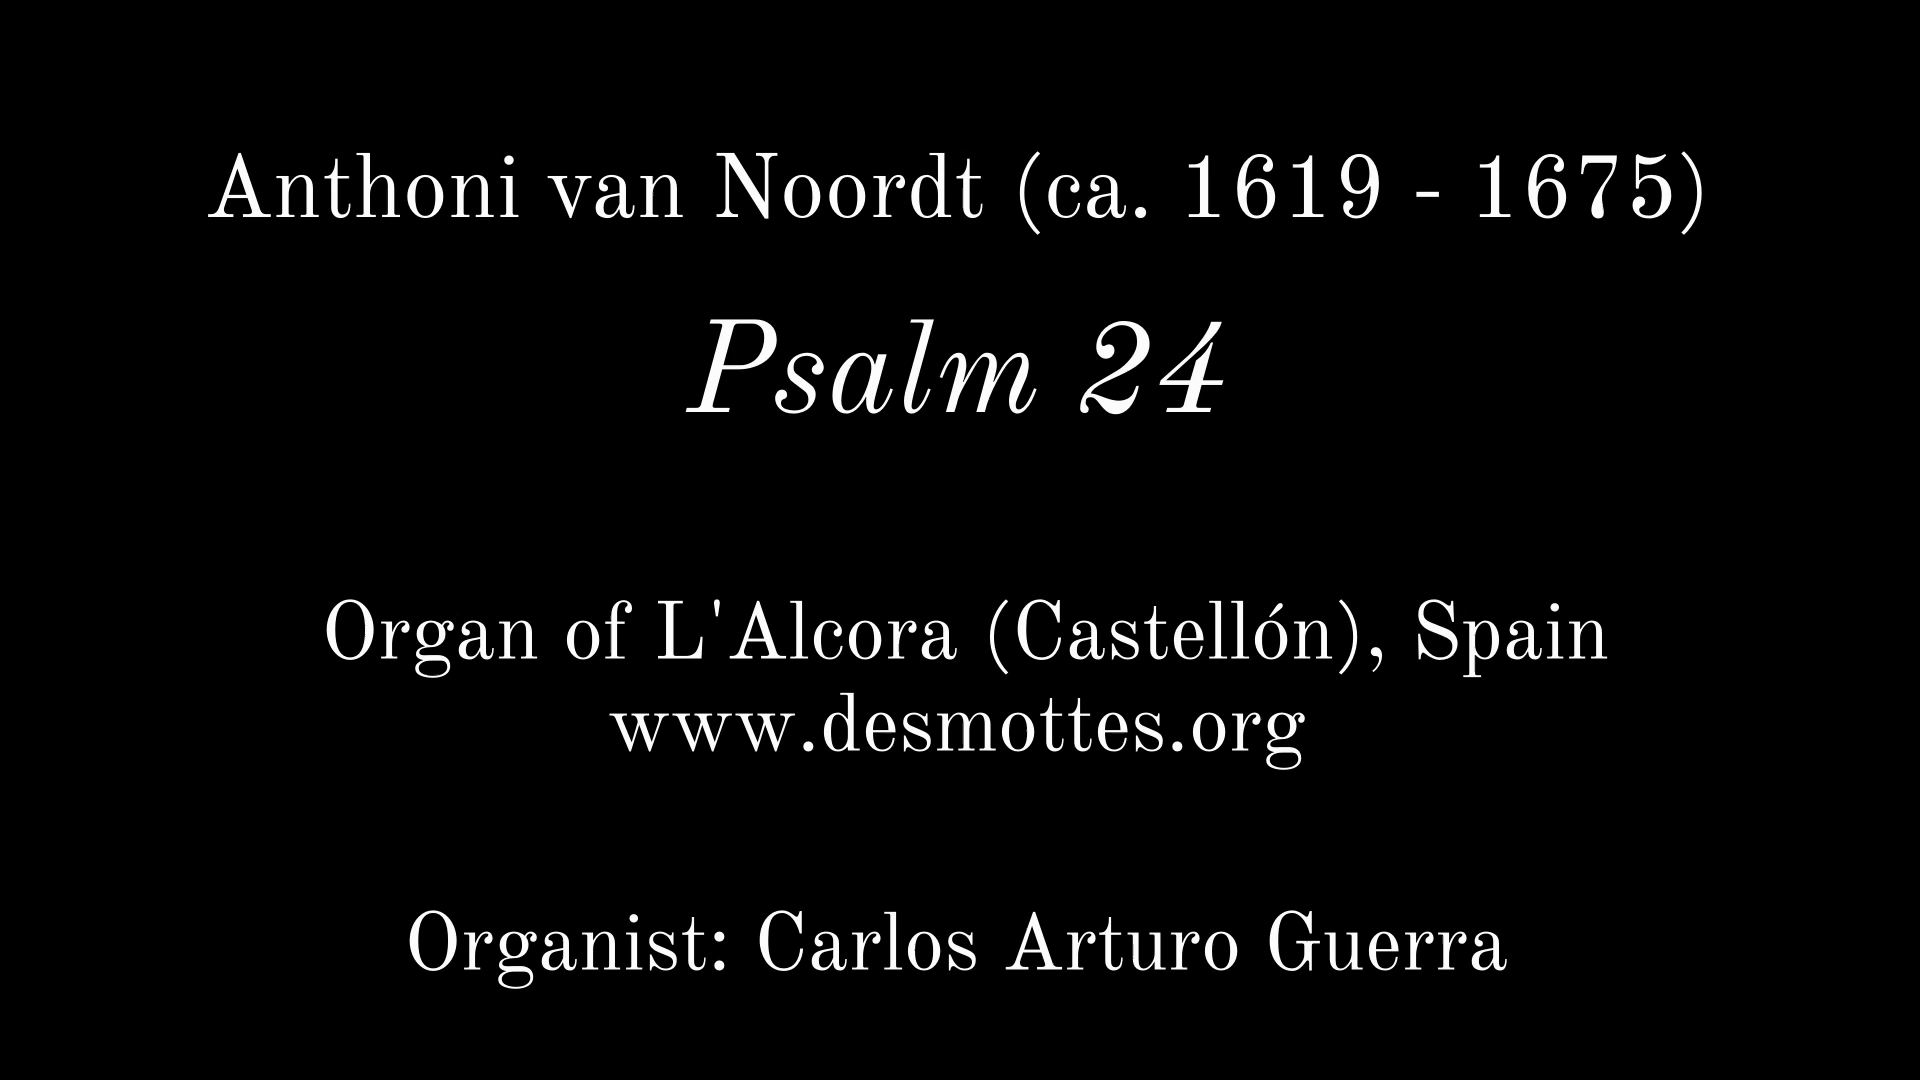 Anthoni van Noordt (ca. 1619 - 1675)
Psalm 24
Organ of L'Alcora (Castellón), Spain
www.desmottes.org
Organist: Carlos Arturo Guerra